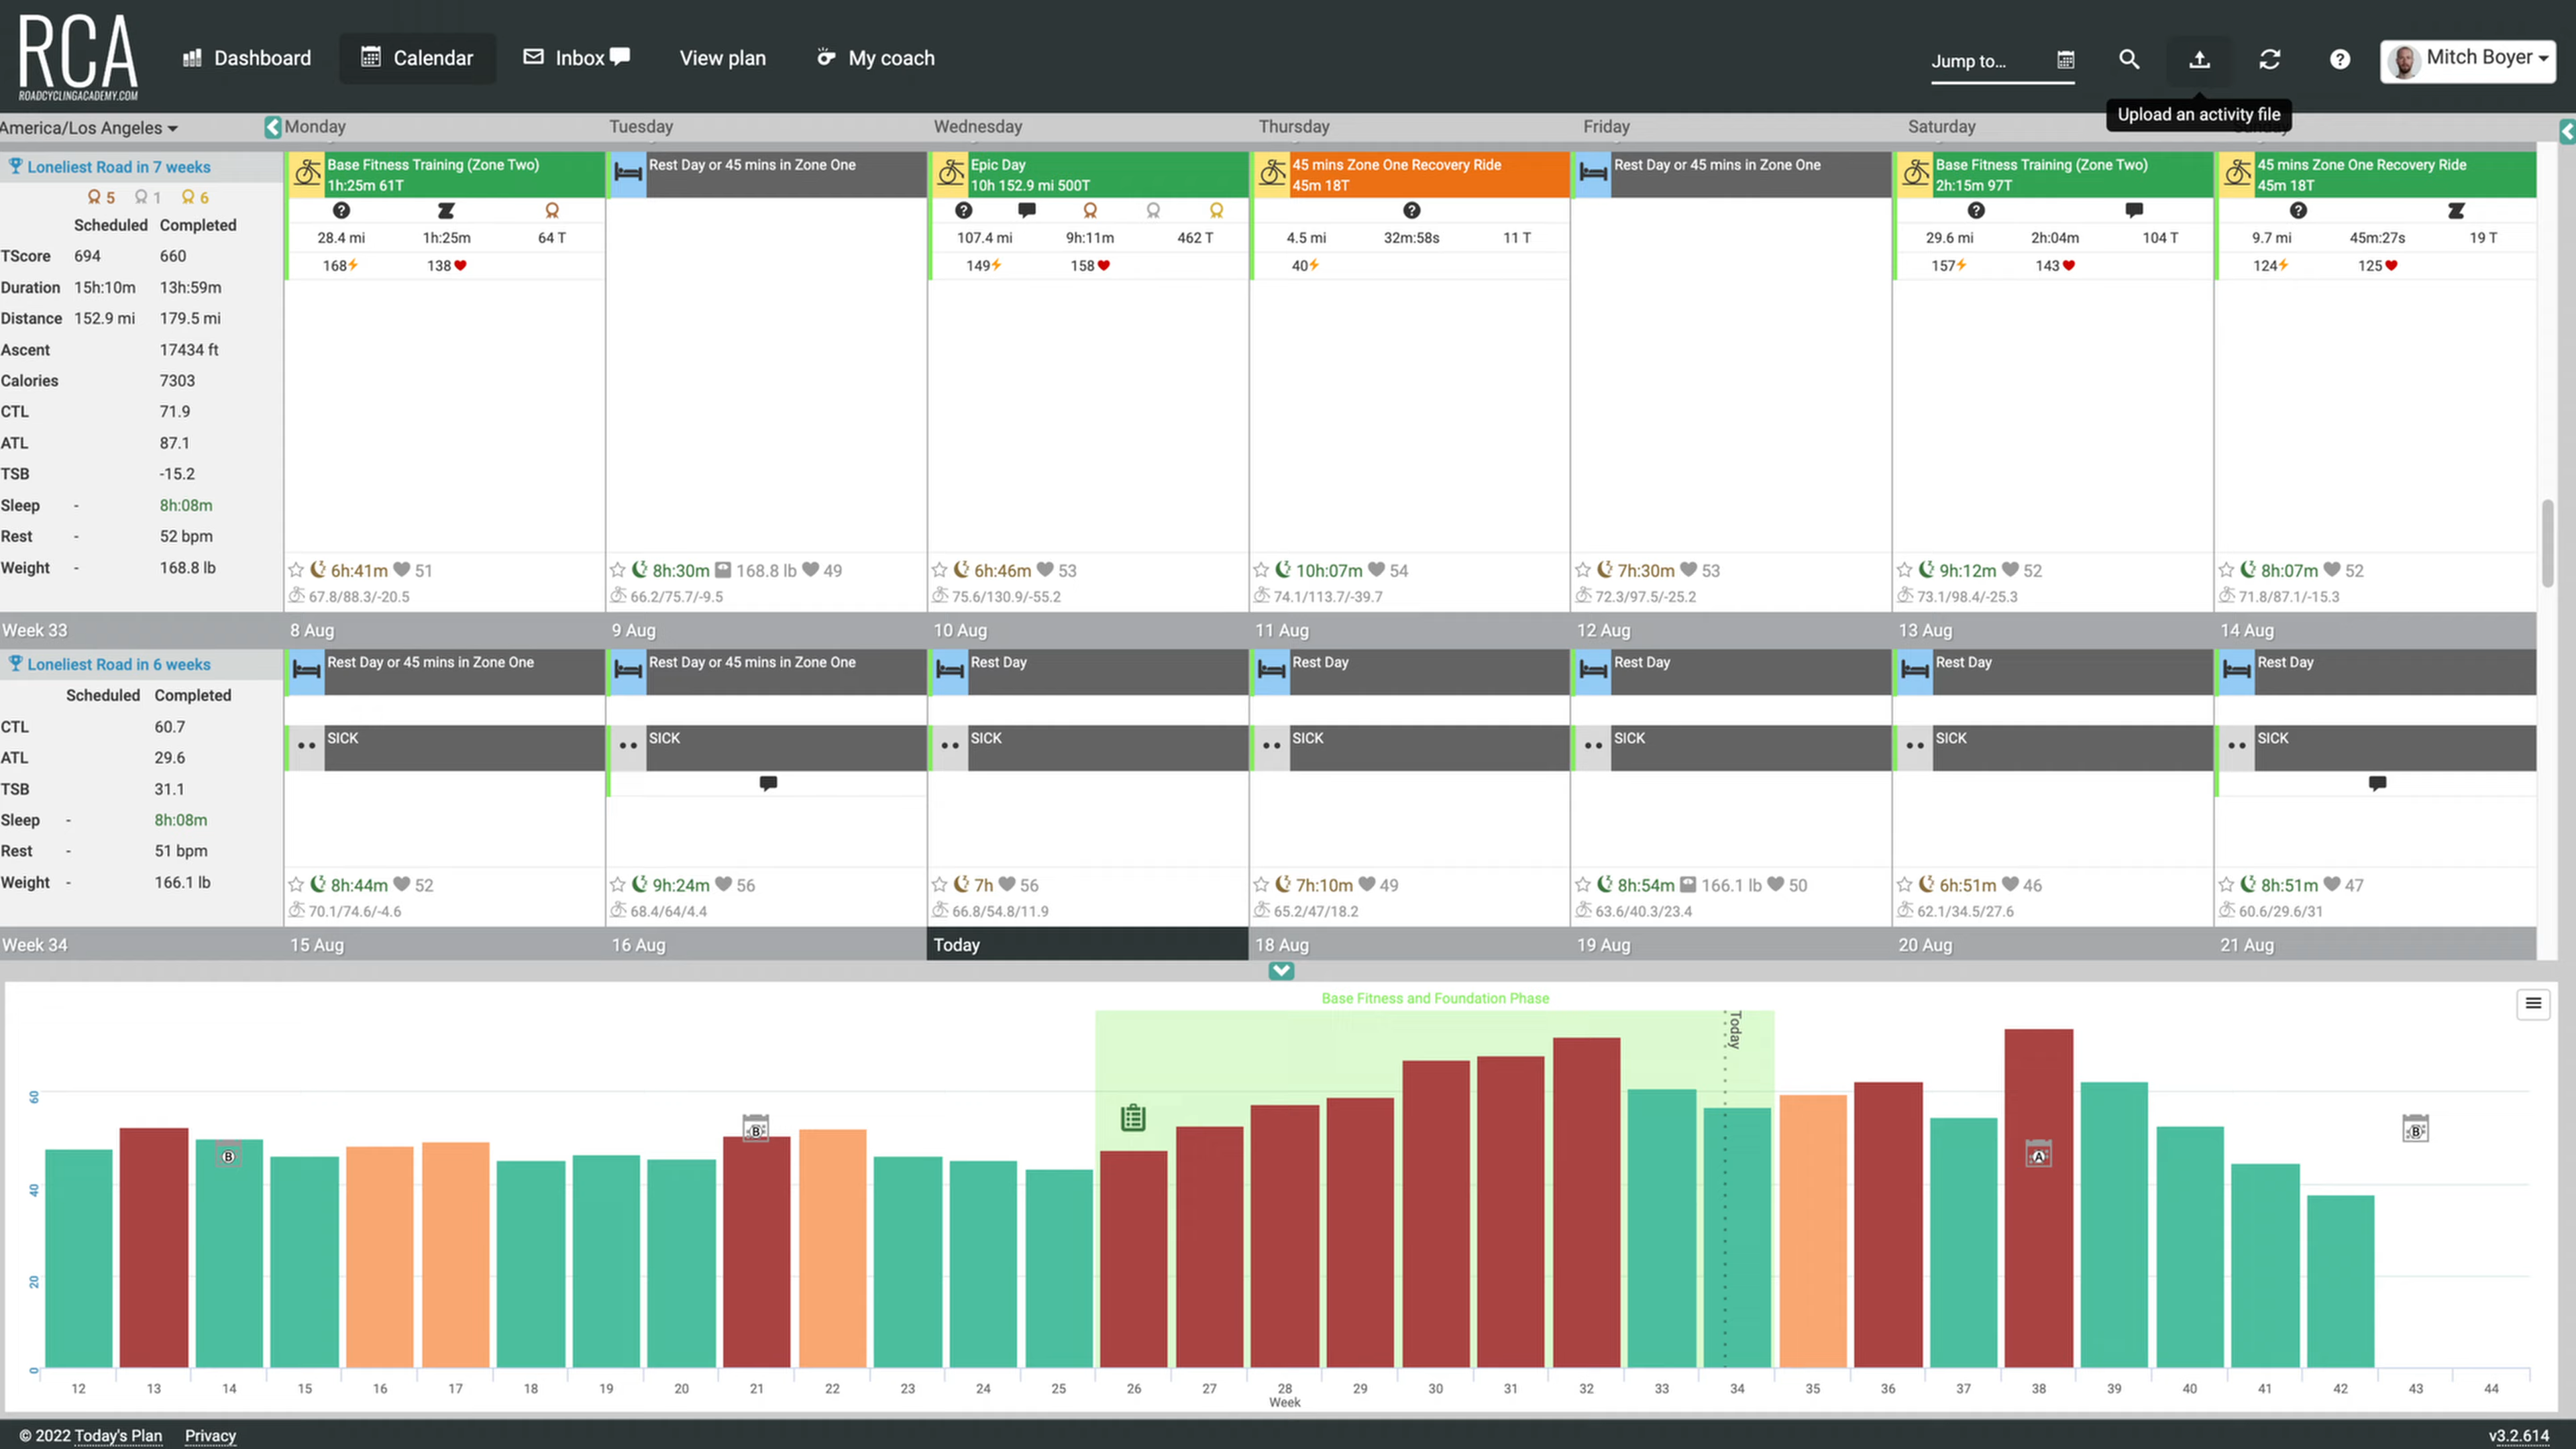 RCA
ROADCYCLINGACADEMY.COM
Dashboard
Calendar
Inbox
View plan
My coach
Jump to...
Mitch Boyer
Upload an activity file
America/Los Angeles
Monday
Tuesday
Wednesday
Thursday
Friday
Saturday
Loneliest Road in 7 weeks
5 1 6
Scheduled Completed
TScore 694 660
Duration 15h:10m 13h:59m
Distance 152.9 mi 179.5 mi
Ascent 17434 ft
Calories 7303
CTL 71.9
ATL 87.1
TSB -15.2
Sleep - 8h:08m
Rest - 52 bpm
Weight - 168.8 lb
Base Fitness Training (Zone Two)
1h:25m 61T
28.4 mi 1h:25m 64 T
168 138
6h:41m 51
67.8/88.3/-20.5
Rest Day or 45 mins in Zone One
8h:30m 168.8 lb 49
66.2/75.7/-9.5
Epic Day
10h 152.9 mi 500T
107.4 mi 9h:11m 462 T
149 158
6h:46m 53
75.6/130.9/-55.2
45 mins Zone One Recovery Ride
45m 18T
4.5 mi 32m:58s 11 T
40
10h:07m 54
74.1/113.7/-39.7
Rest Day or 45 mins in Zone One
7h:30m 53
72.3/97.5/-25.2
Base Fitness Training (Zone Two)
2h:15m 97T
29.6 mi 2h:04m 104 T
157 143
9h:12m 52
73.1/98.4/-25.3
45 mins Zone One Recovery Ride
45m 18T
9.7 mi 45m:27s 19 T
124 125
8h:07m 52
71.8/87.1/-15.3
Week 33 8 Aug 9 Aug 10 Aug 11 Aug 12 Aug 13 Aug 14 Aug
Loneliest Road in 6 weeks
Scheduled Completed
CTL 60.7
ATL 29.6
TSB 31.1
Sleep - 8h:08m
Rest - 51 bpm
Weight - 166.1 lb
Rest Day or 45 mins in Zone One
SICK
8h:44m 52
70.1/74.6/-4.6
Rest Day or 45 mins in Zone One
SICK
9h:24m 56
68.4/64/4.4
Rest Day
SICK
7h 56
66.8/54.8/11.9
Rest Day
SICK
7h:10m 49
65.2/47/18.2
Rest Day
SICK
8h:54m 166.1 lb 50
63.6/40.3/23.4
Rest Day
SICK
6h:51m 46
62.1/34.5/27.6
Rest Day
SICK
8h:51m 47
60.6/29.6/31
Week 34 15 Aug 16 Aug Today 18 Aug 19 Aug 20 Aug 21 Aug
Base Fitness and Foundation Phase
Today
60
40
20
0
B
B
A
B
12 13 14 15 16 17 18 19 20 21 22 23 24 25 26 27 28 29 30 31 32 33 34 35 36 37 38 39 40 41 42 43 44
Week
© 2022 Today's Plan Privacy
v3.2.614